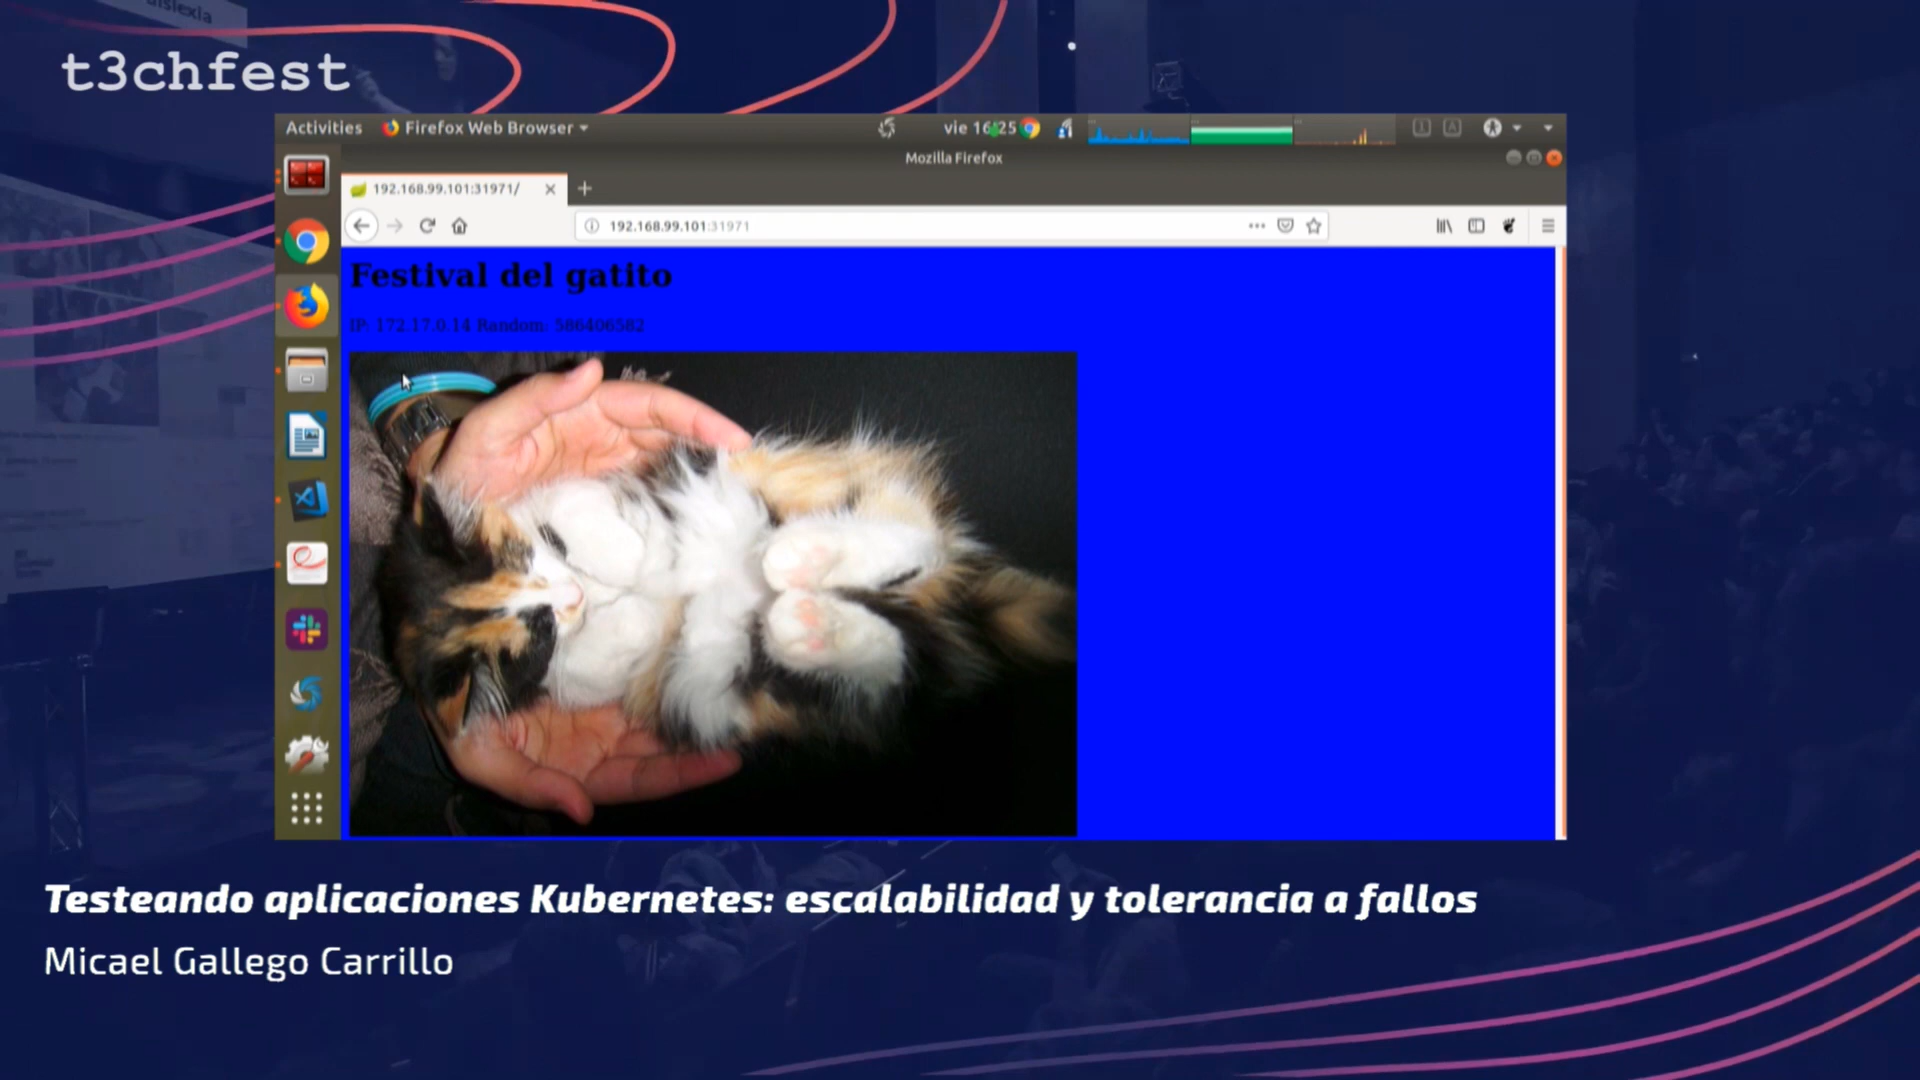 dislexia
t3chfest
Activities
Firefox Web Browser
vie 16:25
Mozilla Firefox
192.168.99.101:31971/
192.168.99.101:31971
Festival del gatito
IP: 172.17.0.14 Random: 586406582
Testeando aplicaciones Kubernetes: escalabilidad y tolerancia a fallos
Micael Gallego Carrillo